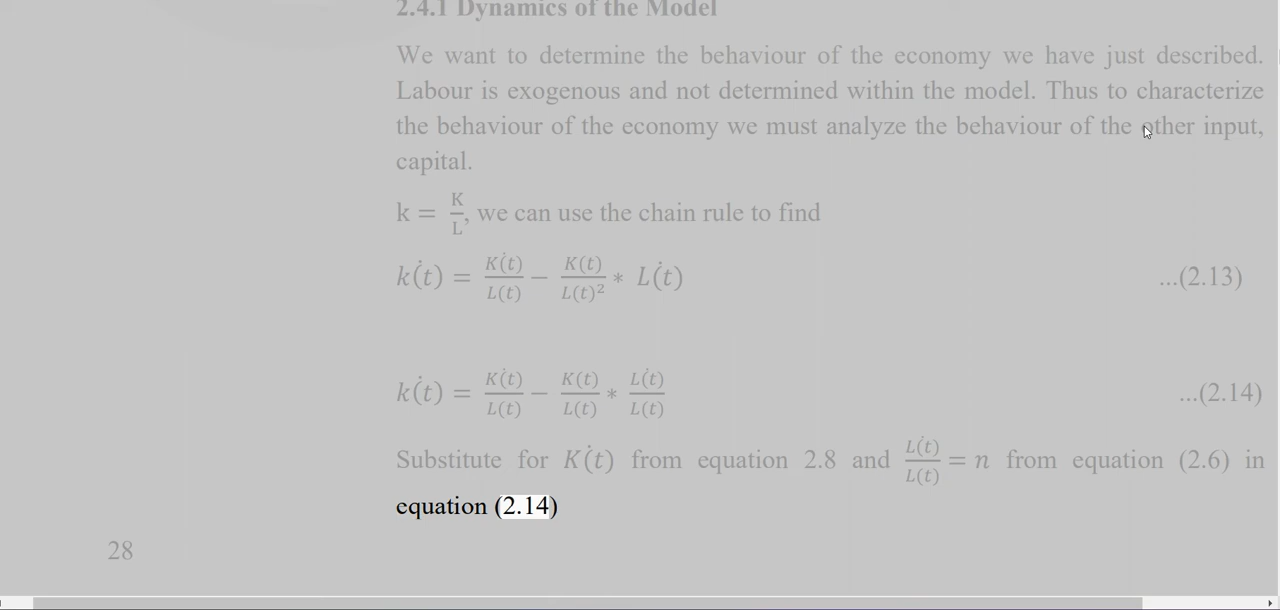 2.4.1 Dynamics of the Model
We want to determine the behaviour of the economy we have just described.
Labour is exogenous and not determined within the model. Thus to characterize
the behaviour of the economy we must analyze the behaviour of the other input,
capital.
k = K/L, we can use the chain rule to find
k̇(t) = K̇(t)/L(t) − K(t)/L(t)² * L̇(t) ...(2.13)
k̇(t) = K̇(t)/L(t) − K(t)/L(t) * L̇(t)/L(t) ...(2.14)
Substitute for K̇(t) from equation 2.8 and L̇(t)/L(t) = n from equation (2.6) in
equation (2.14)
28